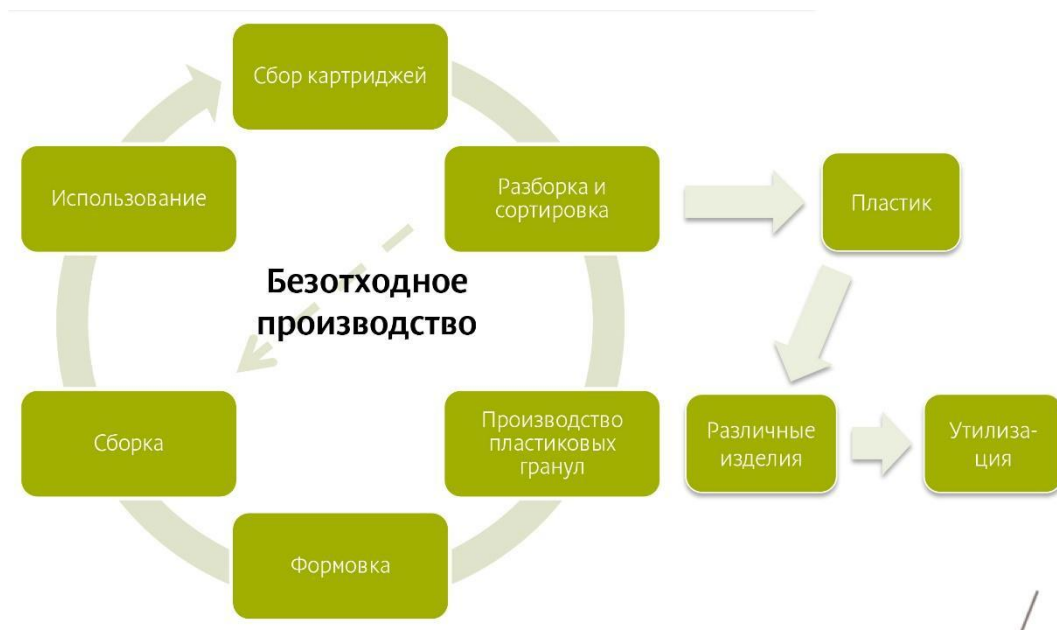 Сбор картриджей
Использование
Разборка и
сортировка
Пластик
Безотходное
производство
Сборка
Производство
пластиковых
гранул
Различные
изделия
Утилиза-
ция
Формовка